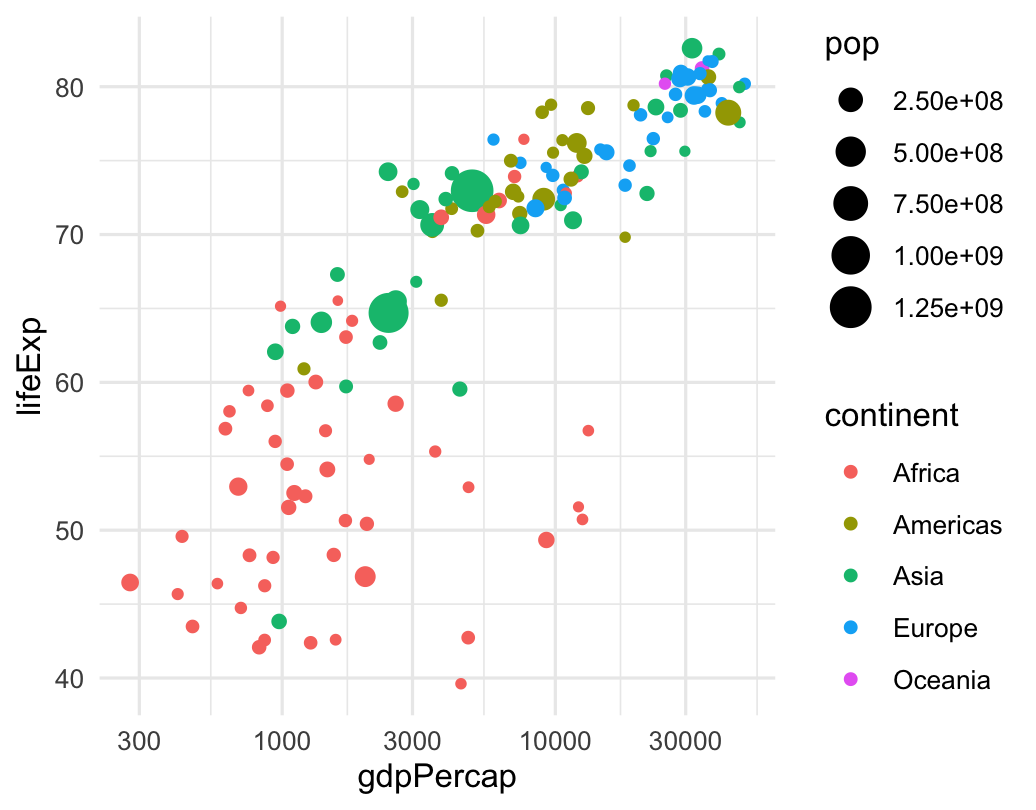 lifeExp
80
70
60
50
40
300 1000 3000 10000 30000
gdpPercap
pop
2.50e+08
5.00e+08
7.50e+08
1.00e+09
1.25e+09
continent
Africa
Americas
Asia
Europe
Oceania